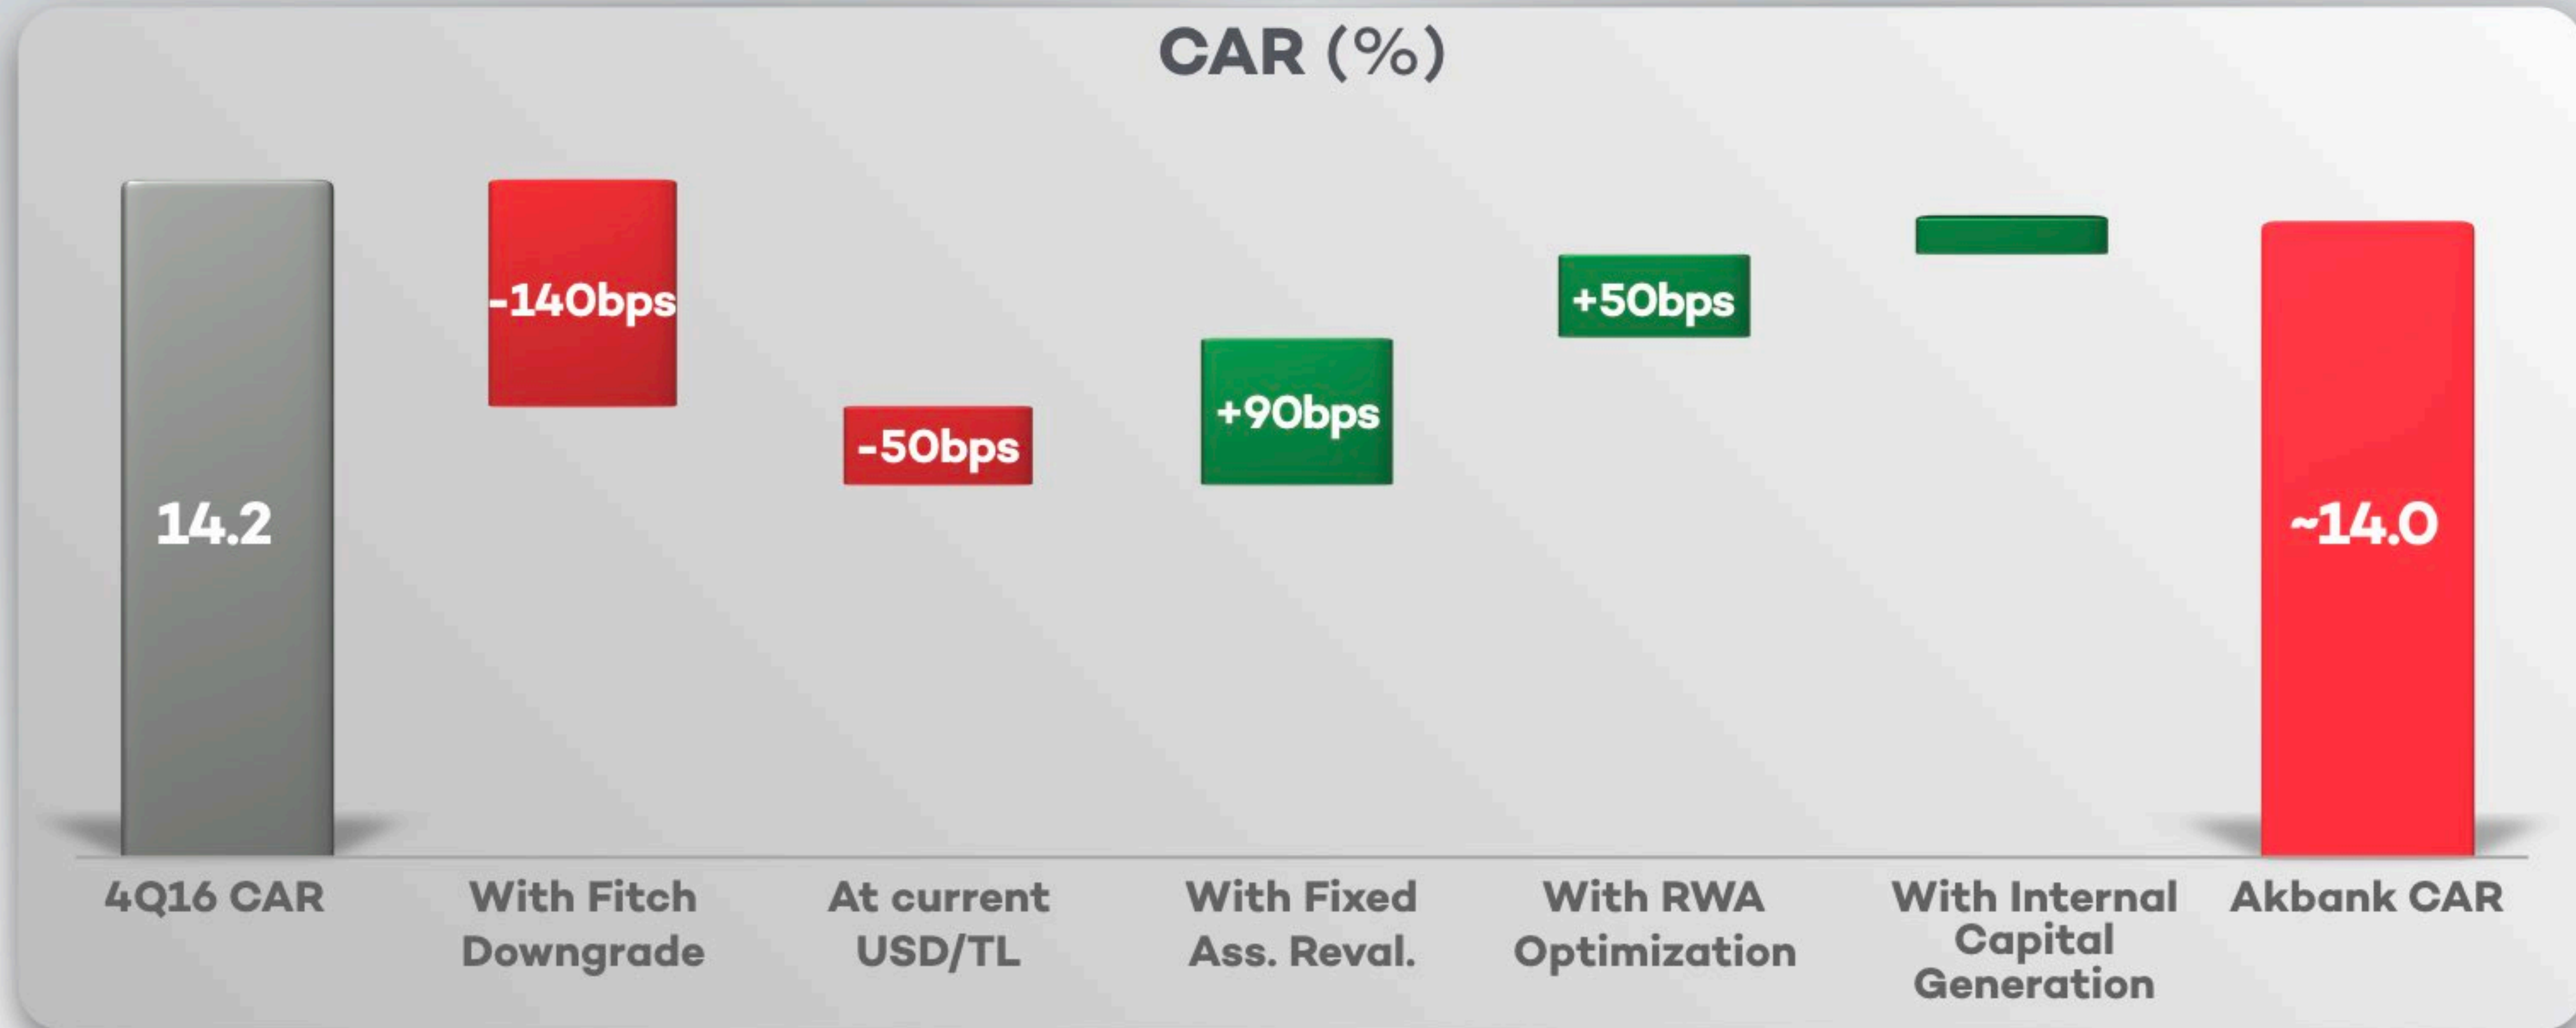 CAR (%)
14.2
-140bps
-50bps
+90bps
+50bps
~14.0
4Q16 CAR
With Fitch
Downgrade
At current
USD/TL
With Fixed
Ass. Reval.
With RWA
Optimization
With Internal
Capital
Generation
Akbank CAR